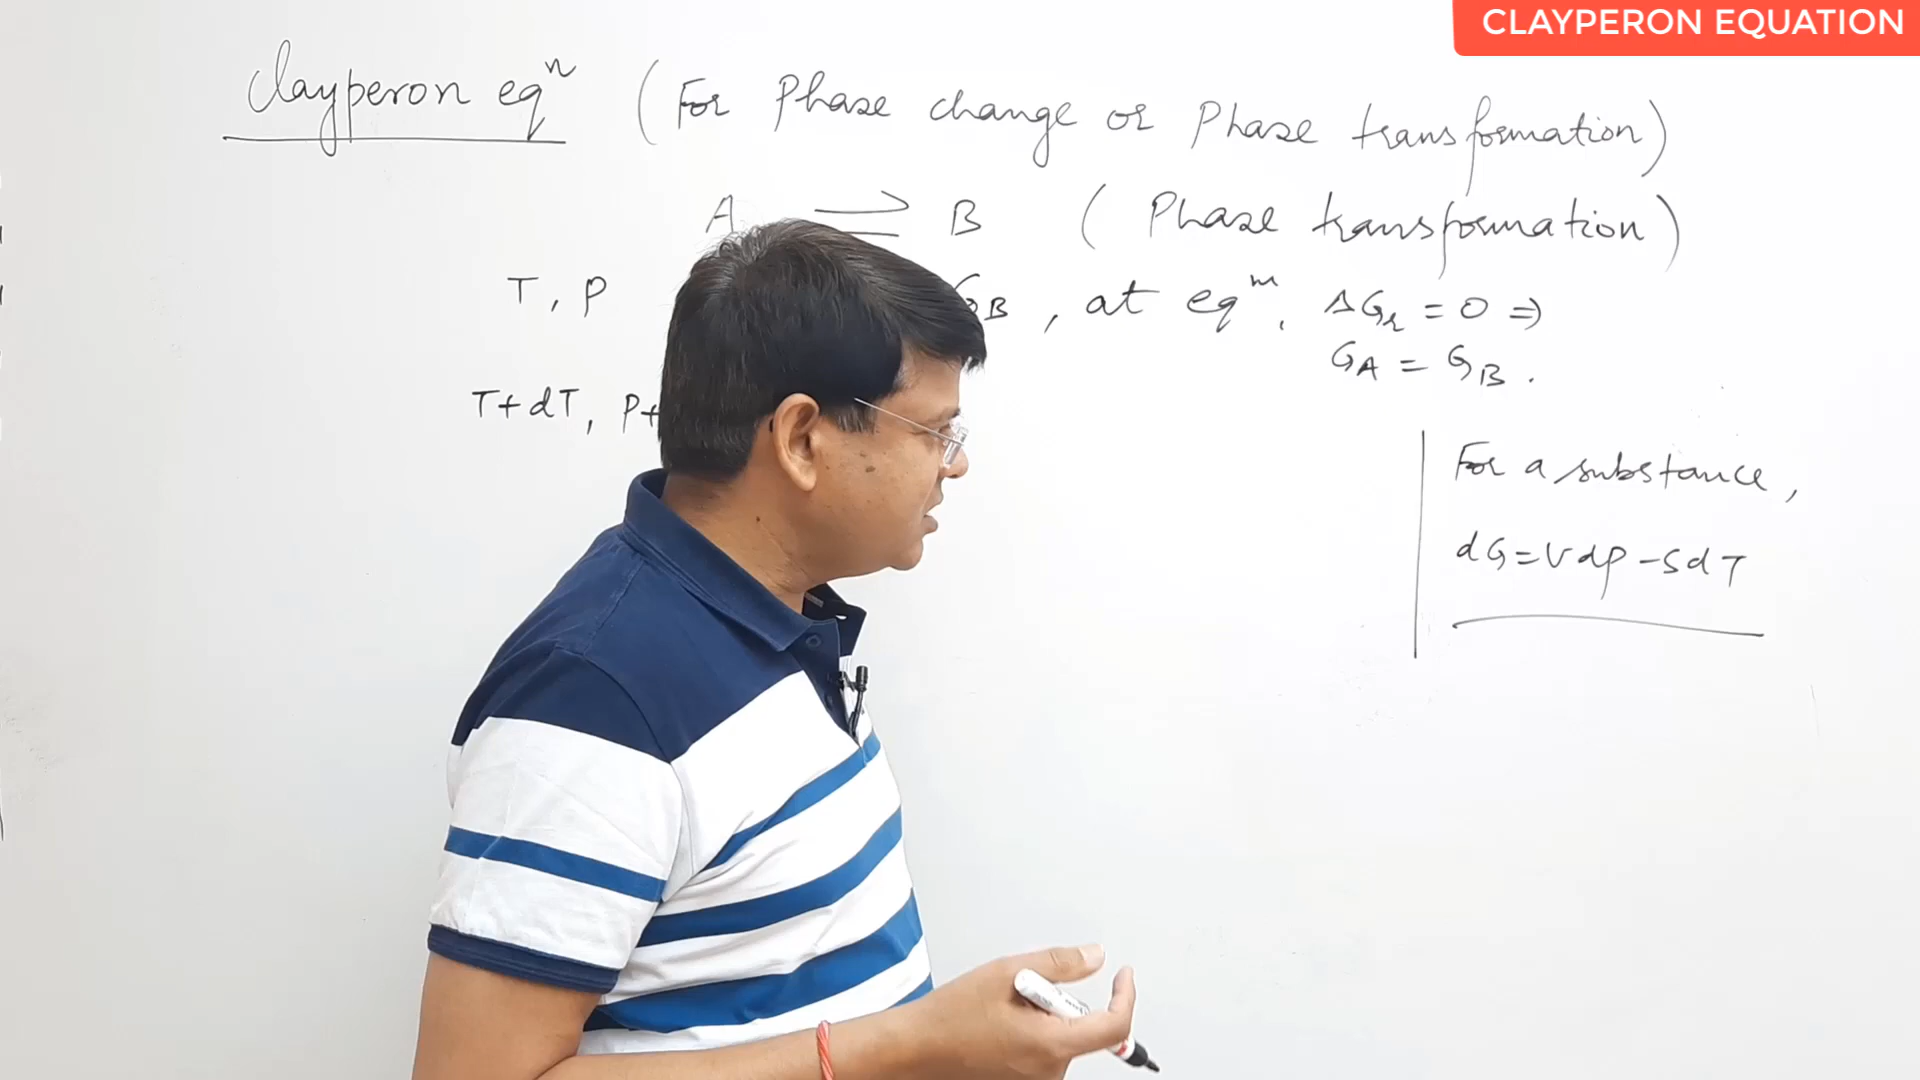 CLAYPERON EQUATION
Clayperon eqⁿ (For Phase change or Phase transformation)
A ⇌ B (Phase transformation)
T, P GB, at eqᵐ. ΔGr = 0 ⇒
GA = GB.
T+dT, P+
For a substance,
dG=VdP-SdT